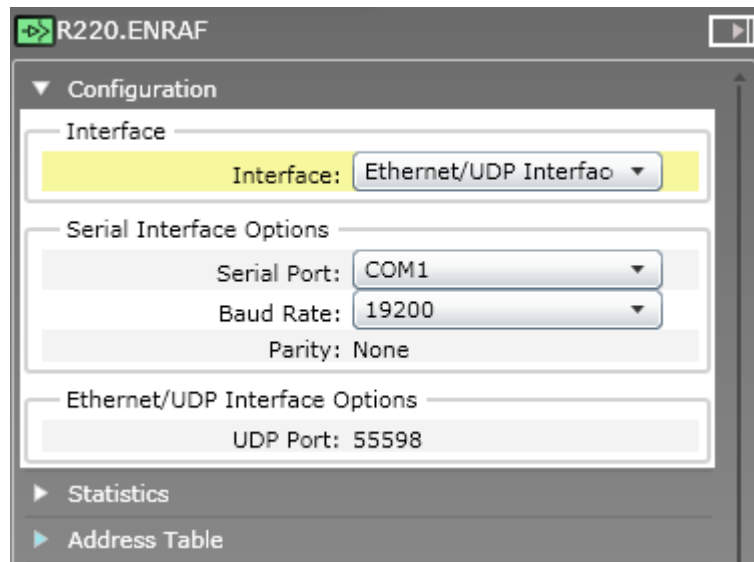 R220.ENRAF
Configuration
Interface
Interface: Ethernet/UDP Interfac
Serial Interface Options
Serial Port: COM1
Baud Rate: 19200
Parity: None
Ethernet/UDP Interface Options
UDP Port: 55598
Statistics
Address Table